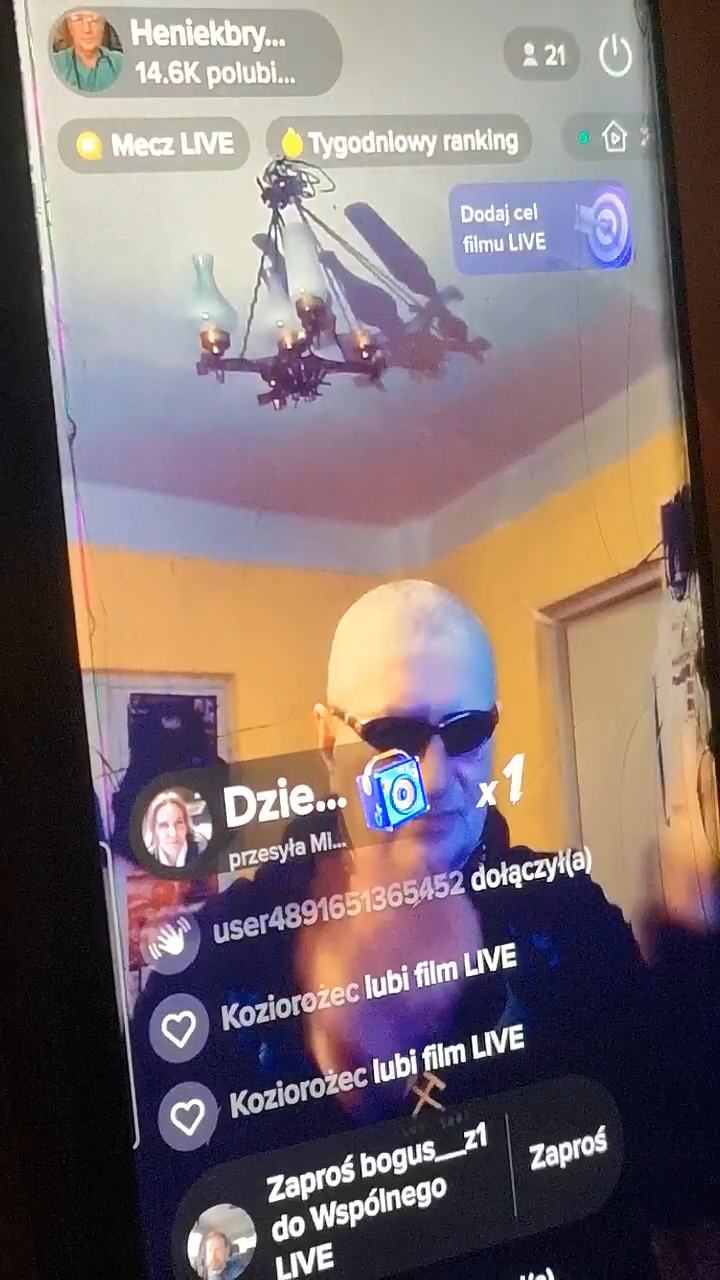 Heniekbry...
14.6K polubi...
21
Mecz LIVE
Tygodniowy ranking
Dodaj cel
filmu LIVE
Dzie...
x1
przesyła Mi...
user4891651365452 dołączył(a)
Koziorożec lubi film LIVE
Koziorożec lubi film LIVE
Zaproś bogus__z1
do Wspólnego
LIVE
Zaproś